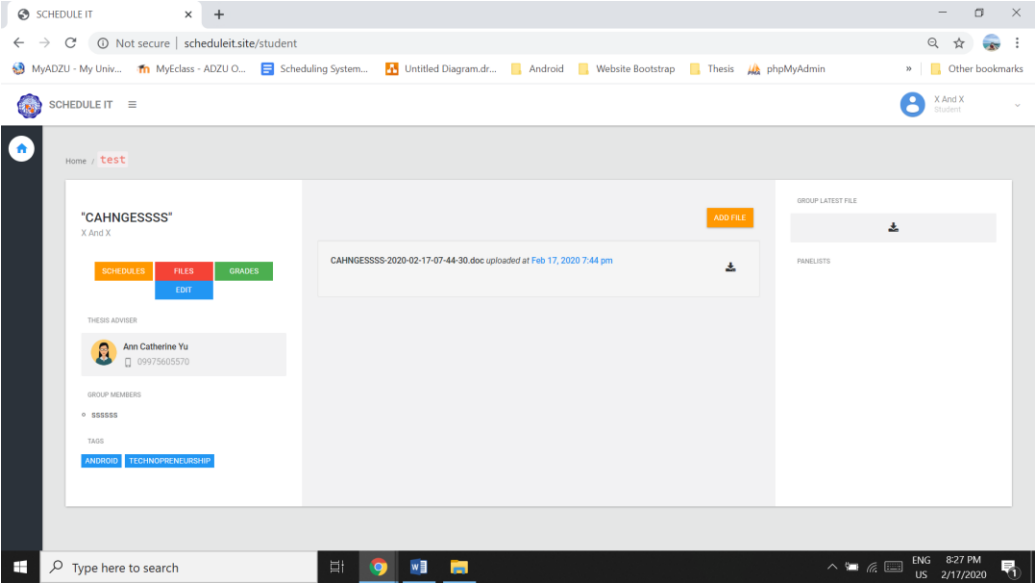 SCHEDULE IT
Not secure | scheduleit.site/student
MyADZU - My Univ... MyEclass - ADZU O... Scheduling System... Untitled Diagram.dr... Android Website Bootstrap Thesis phpMyAdmin » Other bookmarks
SCHEDULE IT
X And X
Student
Home / test
"CAHNGESSSS"
X And X
SCHEDULES FILES GRADES
EDIT
THESIS ADVISER
Ann Catherine Yu
09975605570
GROUP MEMBERS
ssssss
TAGS
ANDROID TECHNOPRENEURSHIP
ADD FILE
CAHNGESSSS-2020-02-17-07-44-30.doc uploaded at Feb 17, 2020 7:44 pm
GROUP LATEST FILE
PANELISTS
Type here to search
ENG
US
8:27 PM
2/17/2020
1